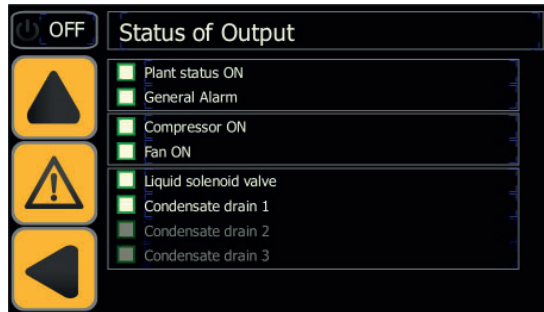 OFF
Status of Output
Plant status ON
General Alarm
Compressor ON
Fan ON
Liquid solenoid valve
Condensate drain 1
Condensate drain 2
Condensate drain 3